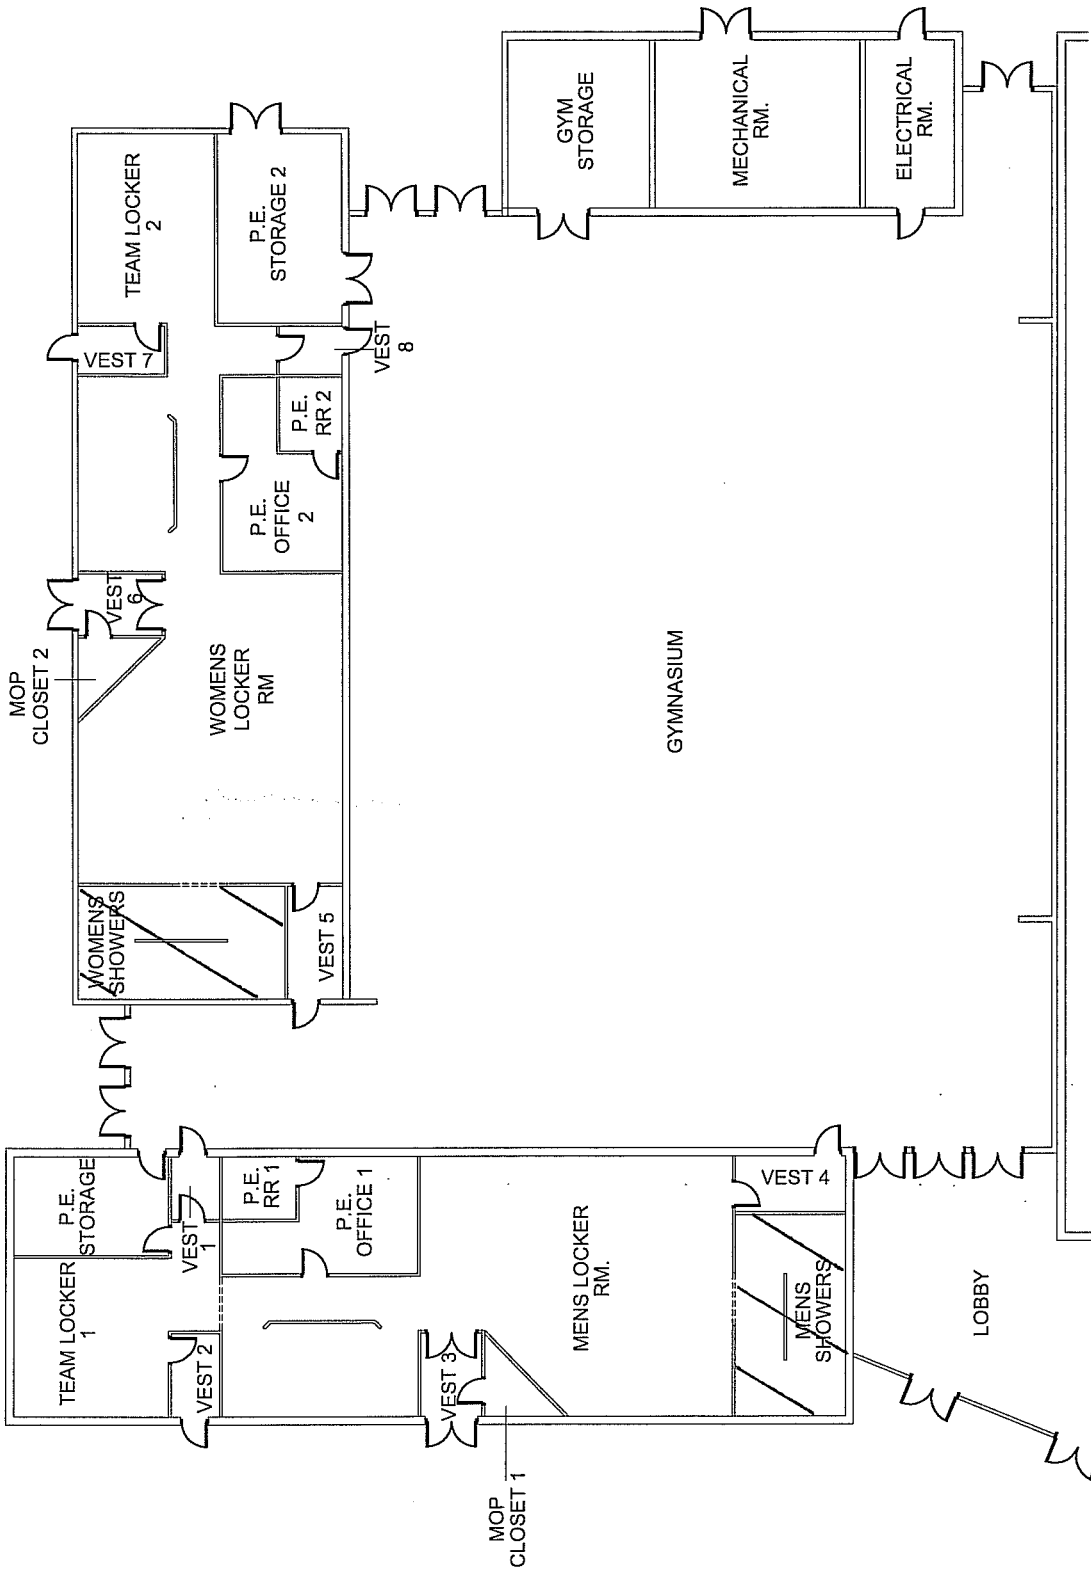 MOP
CLOSET 2
TEAM LOCKER
1
P.E.
STORAGE
WOMENS
SHOWERS
VEST
6
VEST 7
TEAM LOCKER
2
VEST 2
VEST
1
WOMENS
LOCKER
RM
P.E.
OFFICE
2
P.E.
RR 2
P.E.
STORAGE 2
P.E.
RR 1
P.E.
OFFICE 1
VEST 5
VEST
8
VEST 3
MOP
CLOSET 1
MENS LOCKER
RM.
GYM
STORAGE
GYMNASIUM
MECHANICAL
RM.
VEST 4
MENS
SHOWERS
ELECTRICAL
RM.
LOBBY